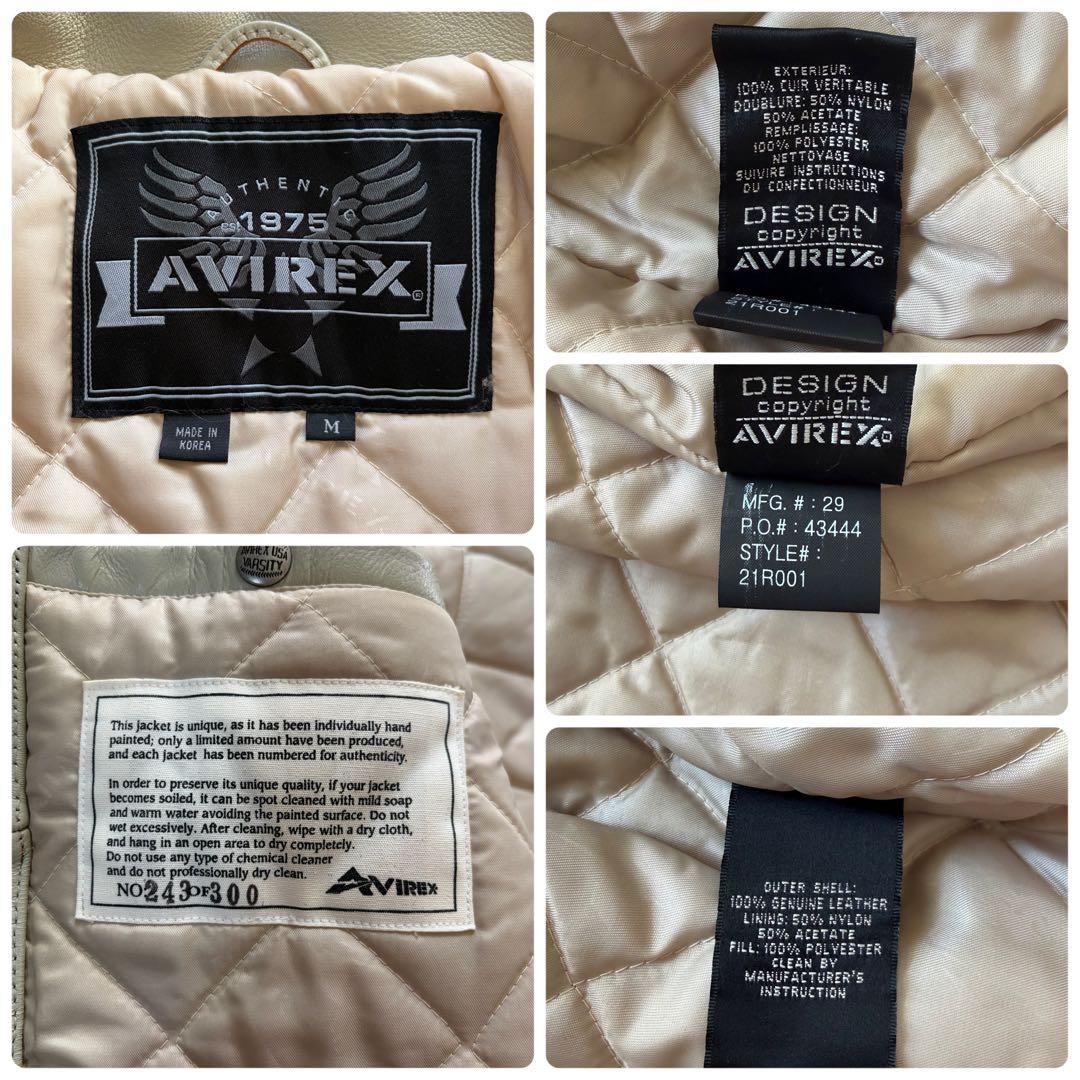 AUTHENTIC
est. 1975
AVIREX®
MADE IN
KOREA
M
EXTERIEUR:
100% CUIR VERITABLE
DOUBLURE: 50% NYLON
50% ACETATE
REMPLISSAGE:
100% POLYESTER
NETTOYAGE
SUIVIRE INSTRUCTIONS
DU CONFECTIONNEUR
DESIGN
copyright
AVIREX
21R001
DESIGN
copyright
AVIREX
MFG. # : 29
P.O.# : 43444
STYLE# :
21R001
AVIREX USA
VARSITY
This jacket is unique, as it has been individually hand
painted; only a limited amount have been produced,
and each jacket has been numbered for authenticity.
In order to preserve its unique quality, if your jacket
becomes soiled, it can be spot cleaned with mild soap
and warm water avoiding the painted surface. Do not
wet excessively. After cleaning, wipe with a dry cloth,
and hang in an open area to dry completely.
Do not use any type of chemical cleaner
and do not professionally dry clean.
NO 243 OF 300
AVIREX
OUTER SHELL:
100% GENUINE LEATHER
LINING: 50% NYLON
50% ACETATE
FILL: 100% POLYESTER
CLEAN BY
MANUFACTURER'S
INSTRUCTION